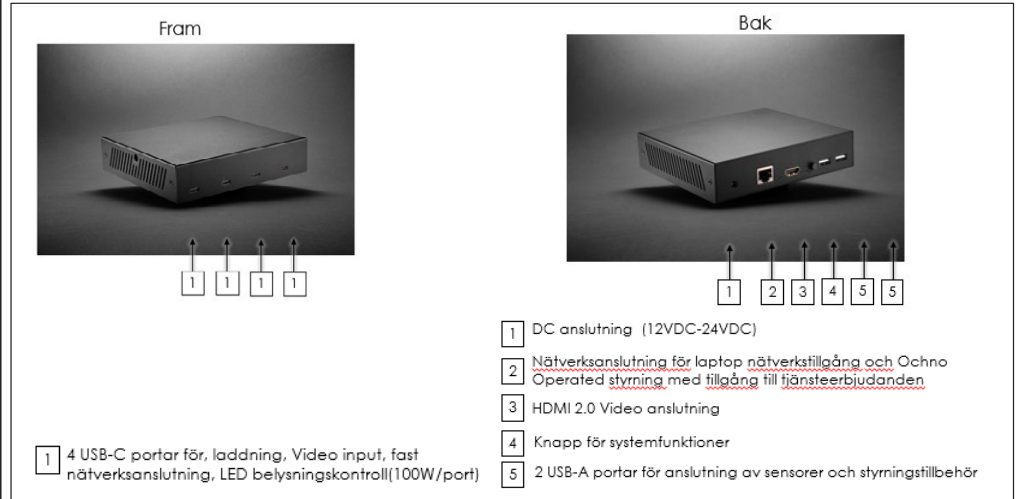 Fram
Bak
1 1 1 1
1 2 3 4 5 5
1 DC anslutning (12VDC-24VDC)
2 Nätverksanslutning för laptop nätverkstillgång och Ochno
Operated styrning med tillgång till tjänsteerbjudanden
3 HDMI 2.0 Video anslutning
4 Knapp för systemfunktioner
1 4 USB-C portar för, laddning, Video input, fast
nätverksanslutning, LED belysningskontroll(100W/port)
5 2 USB-A portar för anslutning av sensorer och styrningstillbehör